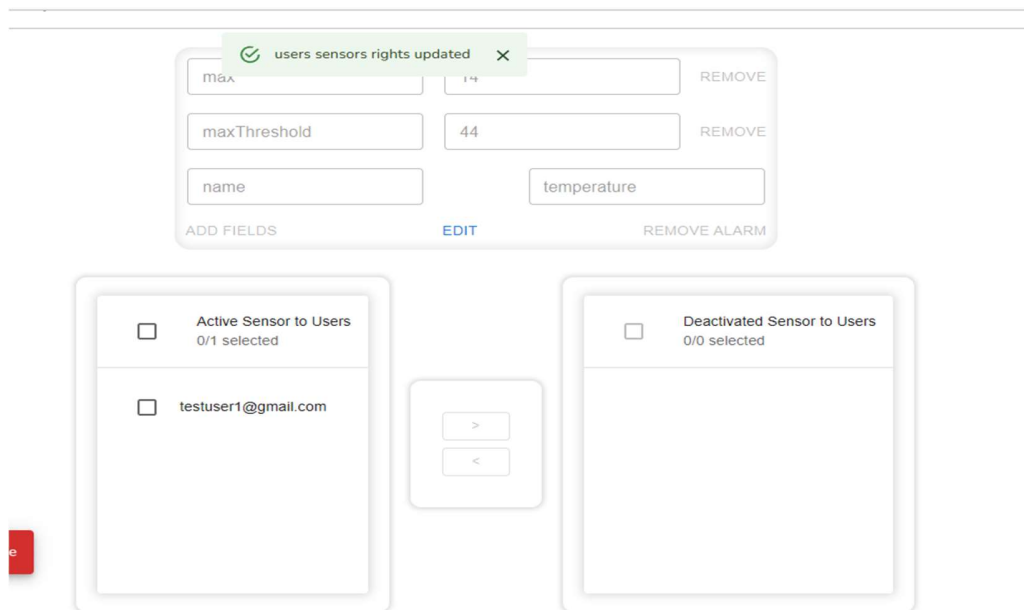 users sensors rights updated
max 14 REMOVE
maxThreshold 44 REMOVE
name temperature
ADD FIELDS EDIT REMOVE ALARM
Active Sensor to Users
0/1 selected
Deactivated Sensor to Users
0/0 selected
testuser1@gmail.com
>
<
e